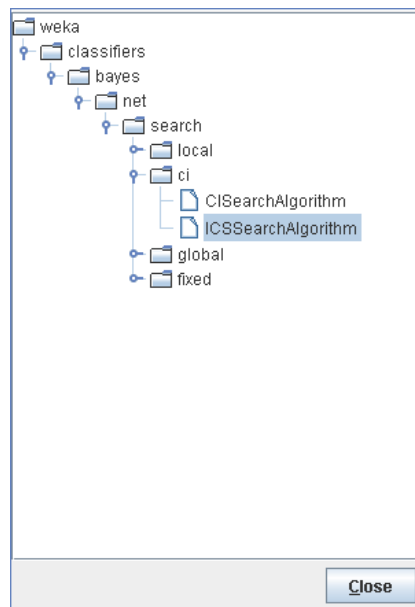 weka
classifiers
bayes
net
search
local
ci
CISearchAlgorithm
ICSSearchAlgorithm
global
fixed
Close